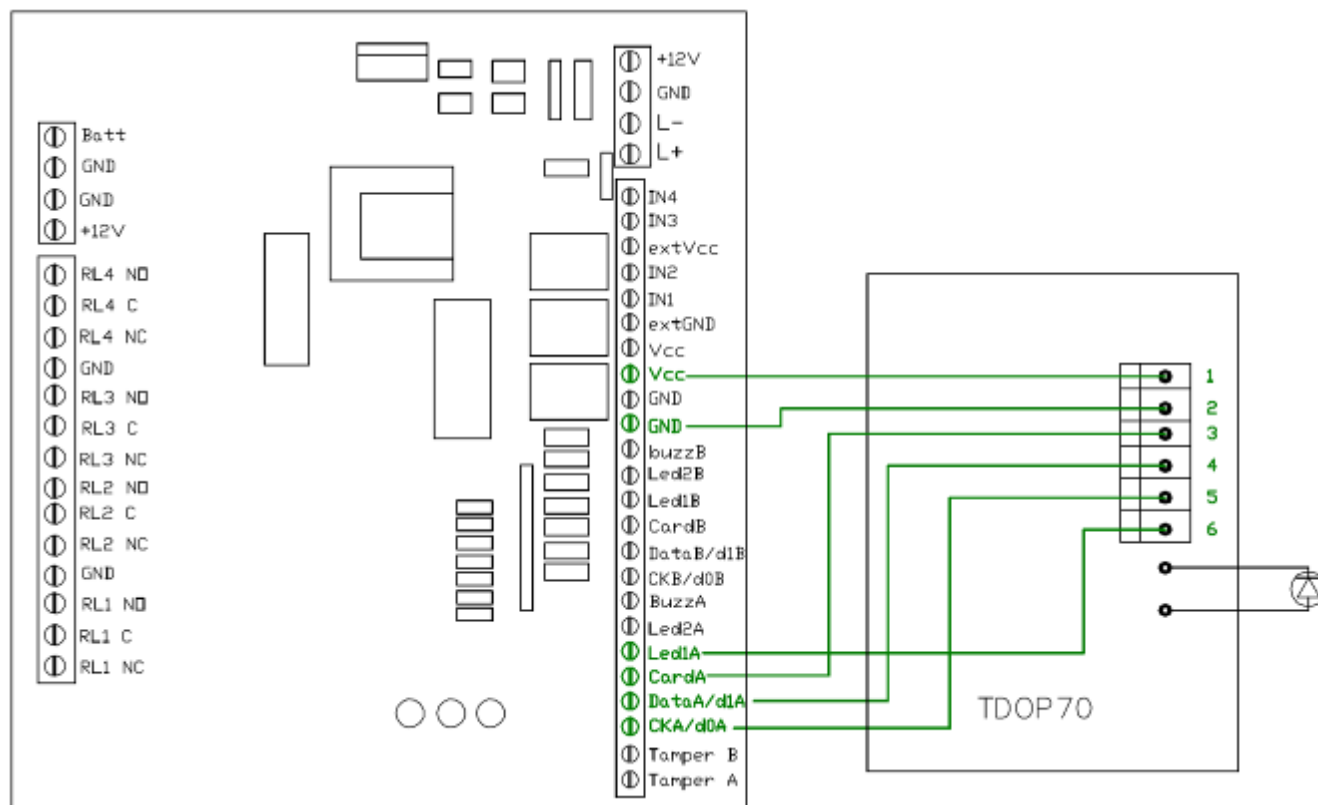 Batt
GND
GND
+12V
RL4 NO
RL4 C
RL4 NC
GND
RL3 NO
RL3 C
RL3 NC
RL2 NO
RL2 C
RL2 NC
GND
RL1 NO
RL1 C
RL1 NC
+12V
GND
L-
L+
IN4
IN3
extVcc
IN2
IN1
extGND
Vcc
Vcc
GND
GND
buzzB
Led2B
Led1B
CardB
DataB/d1B
CKB/d0B
BuzzA
Led2A
Led1A
CardA
DataA/d1A
CKA/d0A
Tamper B
Tamper A
1
2
3
4
5
6
TDOP70